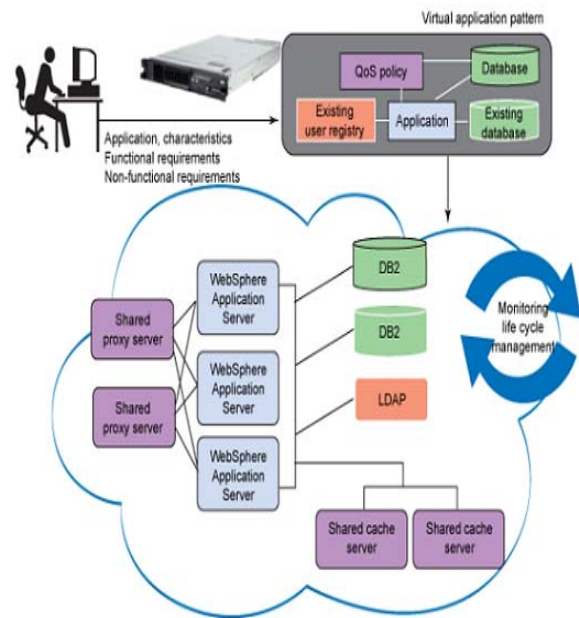 Virtual application pattern
QoS policy
Database
Existing
user registry
Application
Existing
database
Application, characteristics
Functional requirements
Non-functional requirements
WebSphere
Application
Server
DB2
Shared
proxy server
WebSphere
Application
Server
DB2
Monitoring
life cycle
management
Shared
proxy server
LDAP
WebSphere
Application
Server
Shared cache
server
Shared cache
server